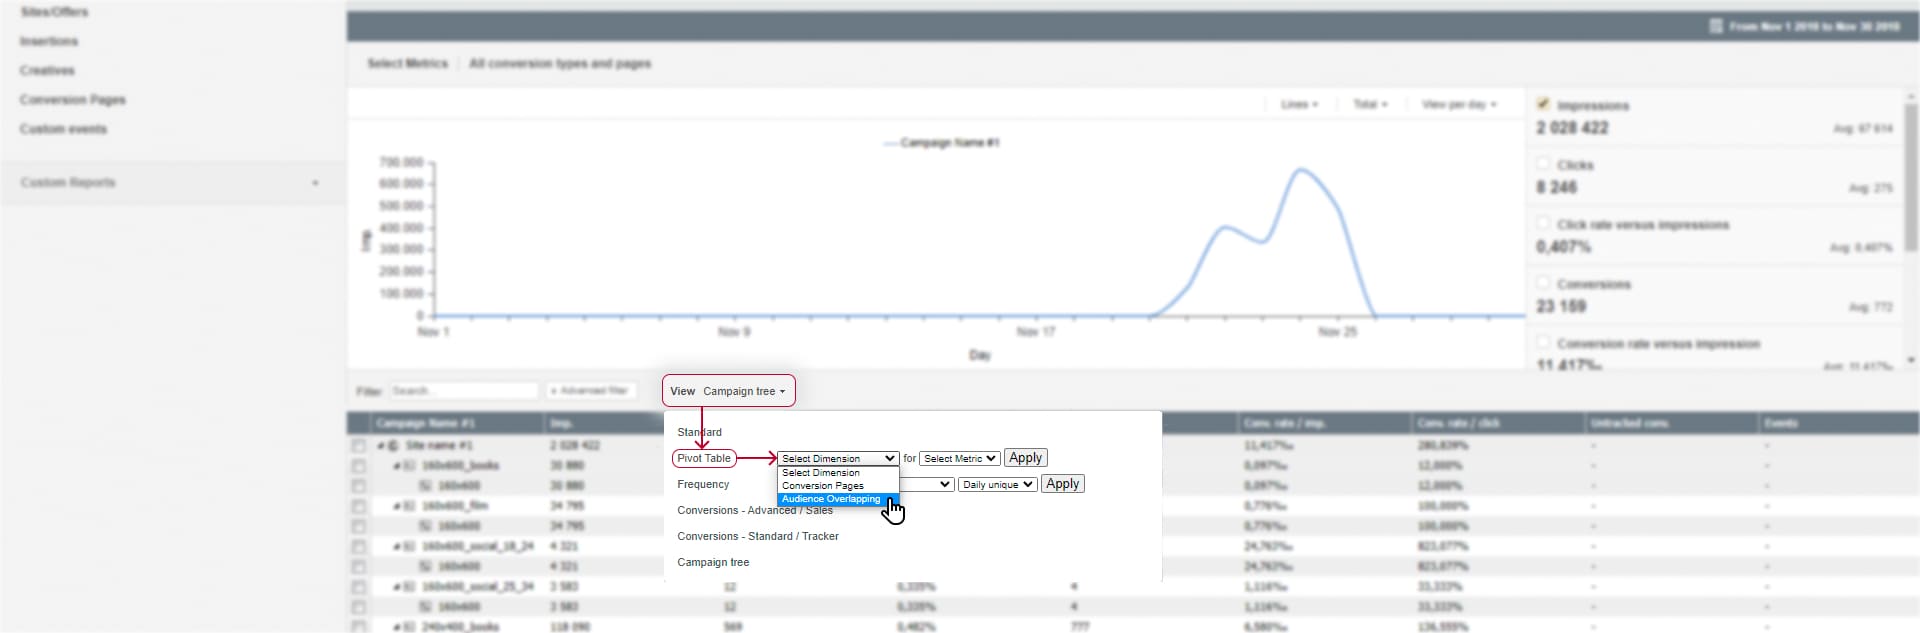 Sites/Offers
Insertions
Creatives
Conversion Pages
Custom events
Custom Reports
From Nov 1 2018 to Nov 30 2018
Select Metrics All conversion types and pages
Lines Total View per day
Campaign Name #1
700.000
600.000
500.000
400.000
300.000
200.000
100.000
0
Imp.
Nov 1 Nov 9 Nov 17 Nov 25
Day
Impressions
2 028 422 Avg: 67 614
Clicks
8 246 Avg: 275
Click rate versus impressions
0,407% Avg: 0,407%
Conversions
23 159 Avg: 772
Conversion rate versus impression
11,417‰ Avg: 11,417‰
Filter Search... Advanced filter
View Campaign tree
Campaign Name #1 Imp. Conv. rate / imp. Conv. rate / click Untracked conv. Events
Standard
Pivot Table Select Dimension for Select Metric Apply
Select Dimension
Conversion Pages
Audience Overlapping
Frequency Daily unique Apply
Conversions - Advanced / Sales
Conversions - Standard / Tracker
Campaign tree
Site name #1 2 028 422 11,417‰ 280,839% - -
160x600_books 30 880 0,097‰ 12,000% - -
160x600 30 880 0,097‰ 12,000% - -
160x600_film 34 795 0,776‰ 100,000% - -
160x600 34 795 0,776‰ 100,000% - -
160x600_social_18_24 4 321 24,763‰ 823,077% - -
160x600 4 321 24,763‰ 823,077% - -
160x600_social_25_34 3 583 12 0,335% 4 1,116‰ 33,333% - -
160x600 3 583 12 0,335% 4 1,116‰ 33,333% - -
240x400_books 118 090 569 0,482% 777 6,580‰ 136,555% - -